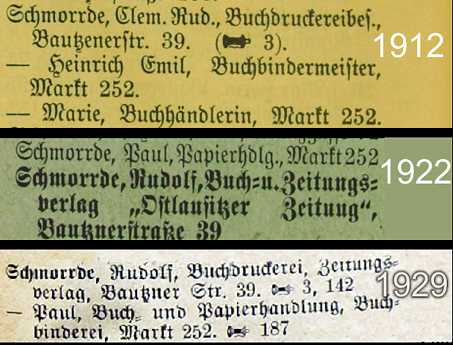 Schmorrde, Clem. Rud., Buchdruckereibes.,
Bautzenerstr. 39. (3).
— Heinrich Emil, Buchbindermeister,
Markt 252.
— Marie, Buchhändlerin, Markt 252.
1912
Schmorrde, Paul, Papierhdlg., Markt 252
Schmorrde, Rudolf, Buch- u. Zeitungs-
verlag „Ostlausitzer Zeitung“,
Bautznerstraße 39
1922
Schmorrde, Rudolf, Buchdruckerei, Zeitungs-
verlag, Bautzner Str. 39. 3, 142
— Paul, Buch- und Papierhandlung, Buch-
binderei, Markt 252. 187
1929